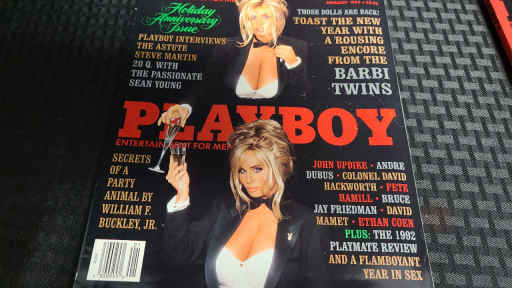 Holiday
Anniversary
Issue
PLAYBOY INTERVIEWS
THE ASTUTE
STEVE MARTIN
20 Q. WITH
THE PASSIONATE
SEAN YOUNG
THOSE DOLLS ARE BACK!
TOAST THE NEW
YEAR WITH
A ROUSING
ENCORE
FROM THE
BARBI
TWINS
PLAYBOY
ENTERTAINMENT FOR MEN
SECRETS
OF A
PARTY
ANIMAL BY
WILLIAM F.
BUCKLEY, JR.
JOHN UPDIKE • ANDRE
DUBUS • COLONEL DAVID
HACKWORTH • PETE
HAMILL • BRUCE
JAY FRIEDMAN • DAVID
MAMET • ETHAN COEN
PLUS: THE 1992
PLAYMATE REVIEW
AND A FLAMBOYANT
YEAR IN SEX